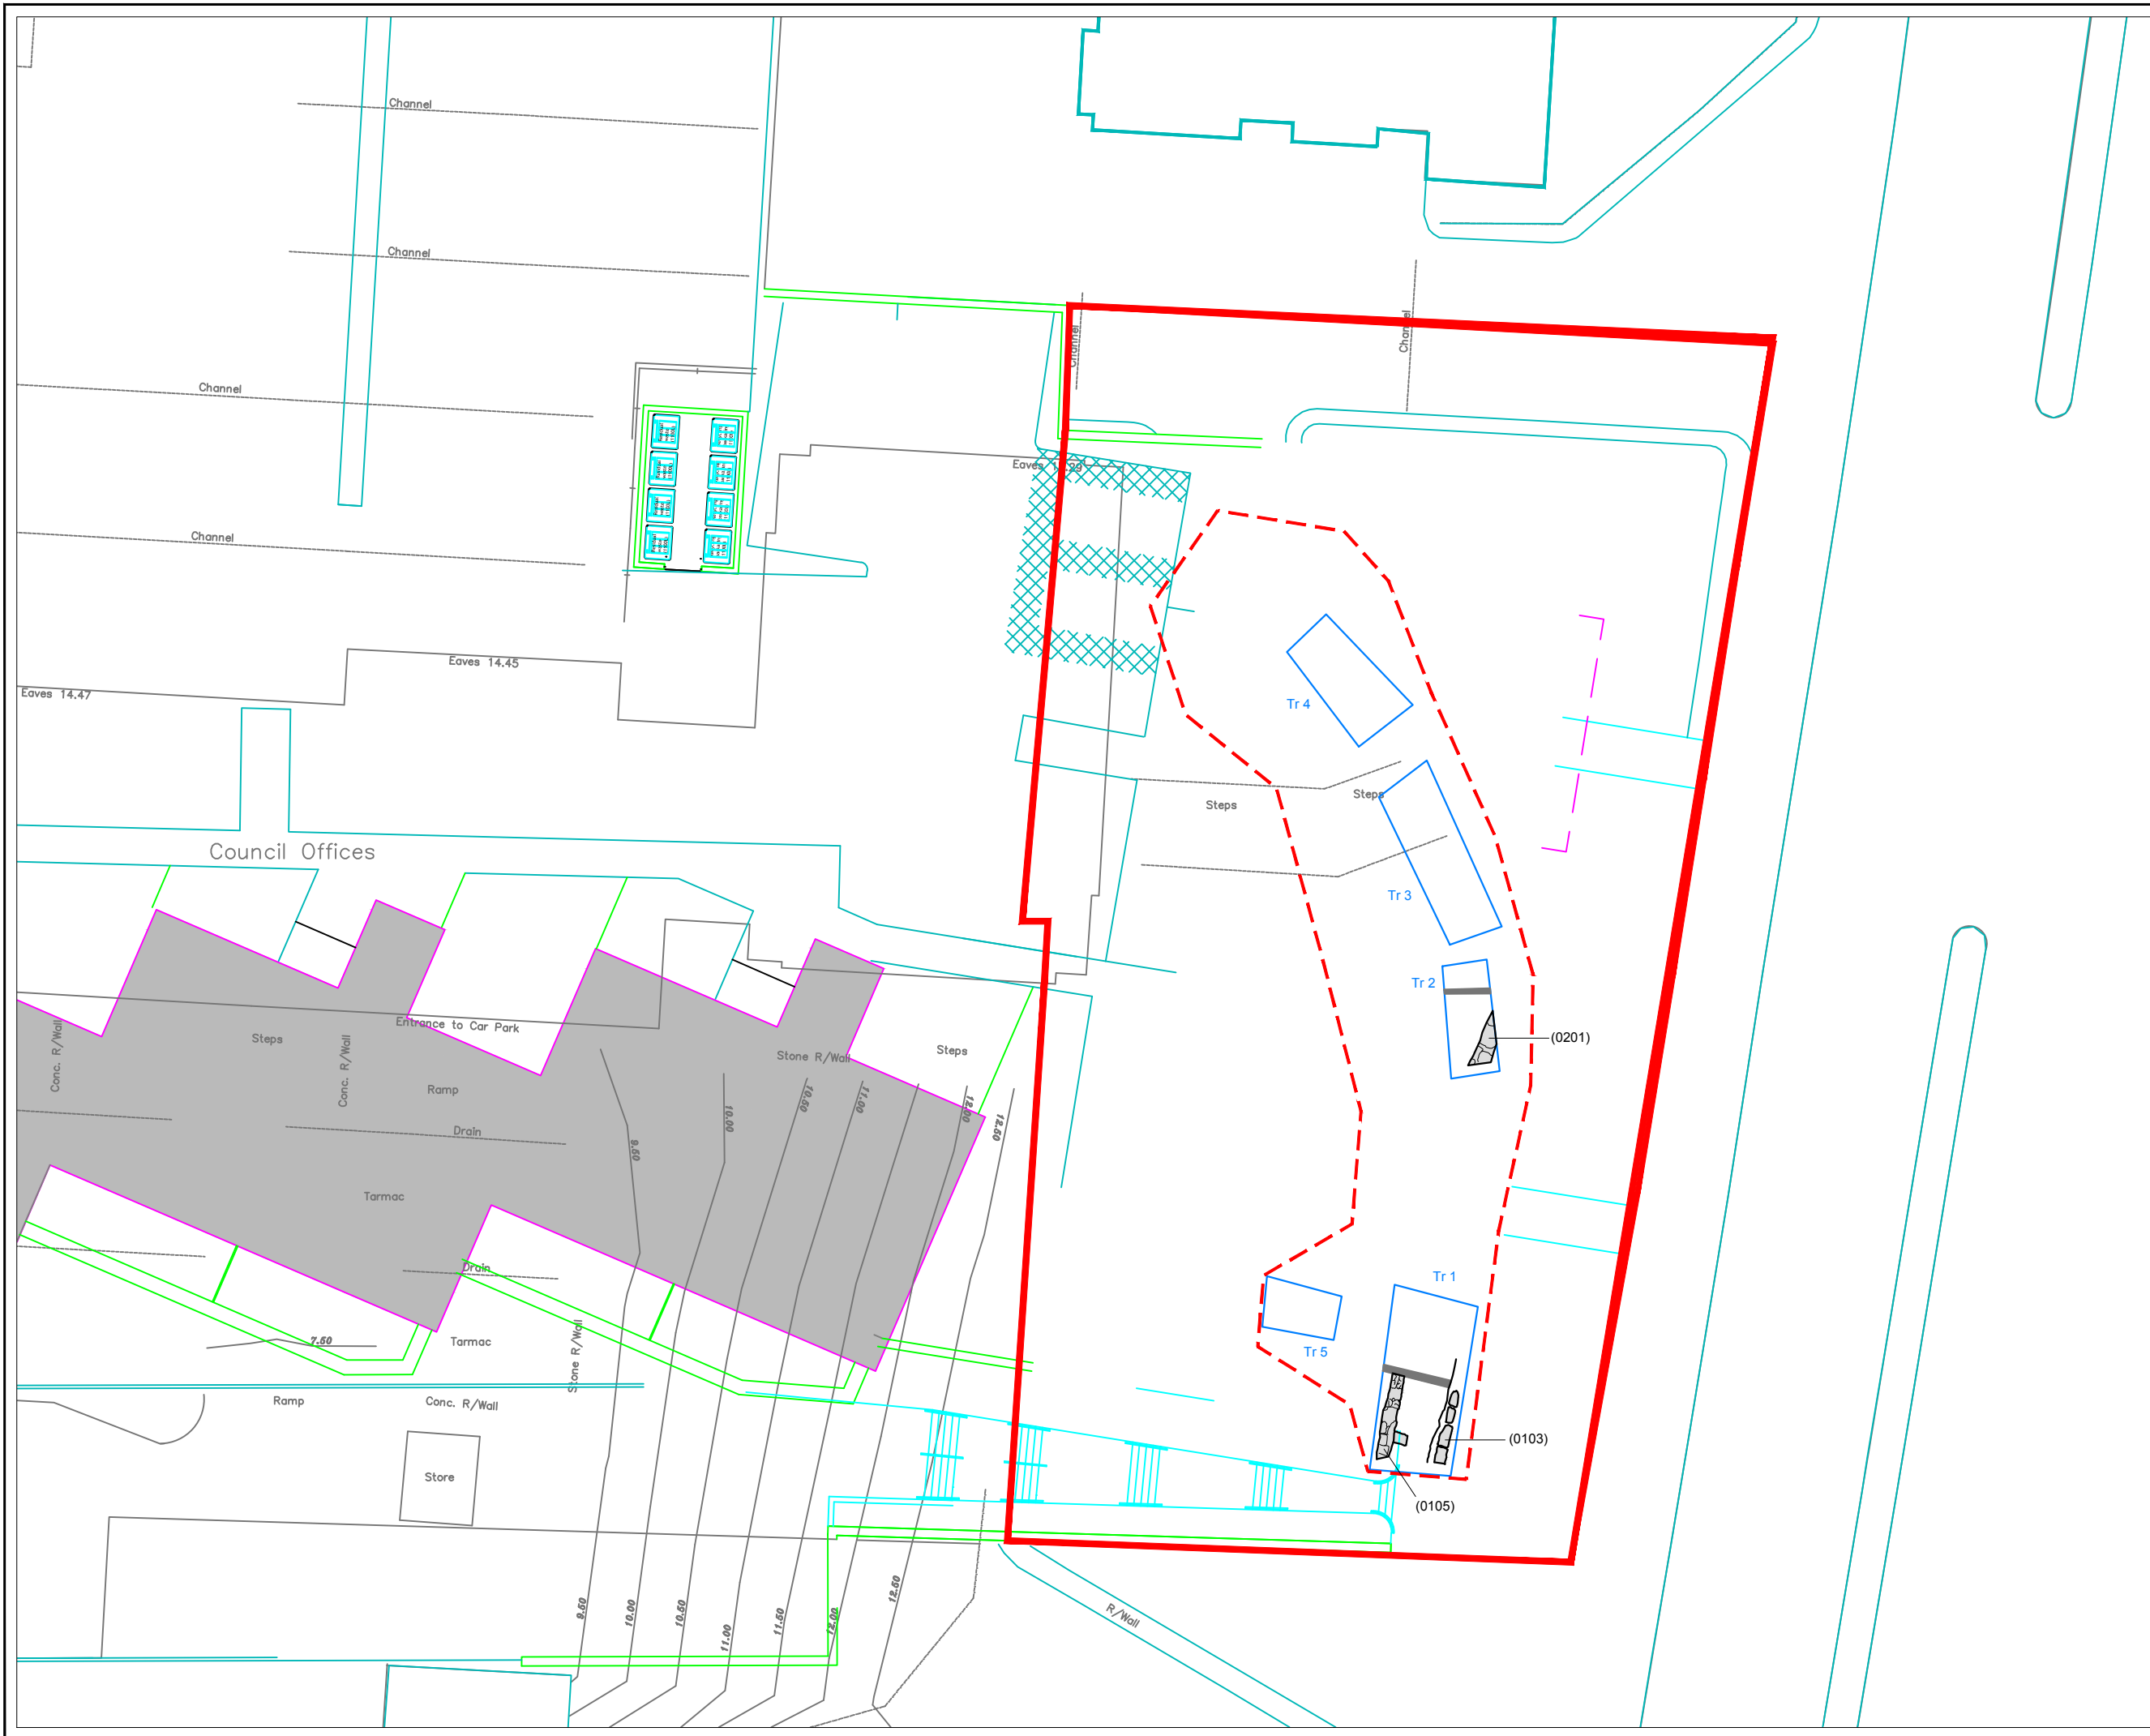 Channel
Channel
Channel
Channel
Channel
Channel
Eaves 14.45
Eaves 14.47
Tr 4
Steps
Steps
Council Offices
Tr 3
Tr 2
(0201)
Conc. R/Wall
Steps
Conc. R/Wall
Entrance to Car Park
Ramp
Stone R/Wall
Steps
Drain
9.50
10.00
10.50
11.00
12.00
12.50
Tarmac
Drain
Tr 1
Tr 5
7.50
Tarmac
Stone R/Wall
Ramp
Conc. R/Wall
(0103)
Store
(0105)
9.50
10.00
10.50
11.00
11.50
12.00
12.50
R/Wall